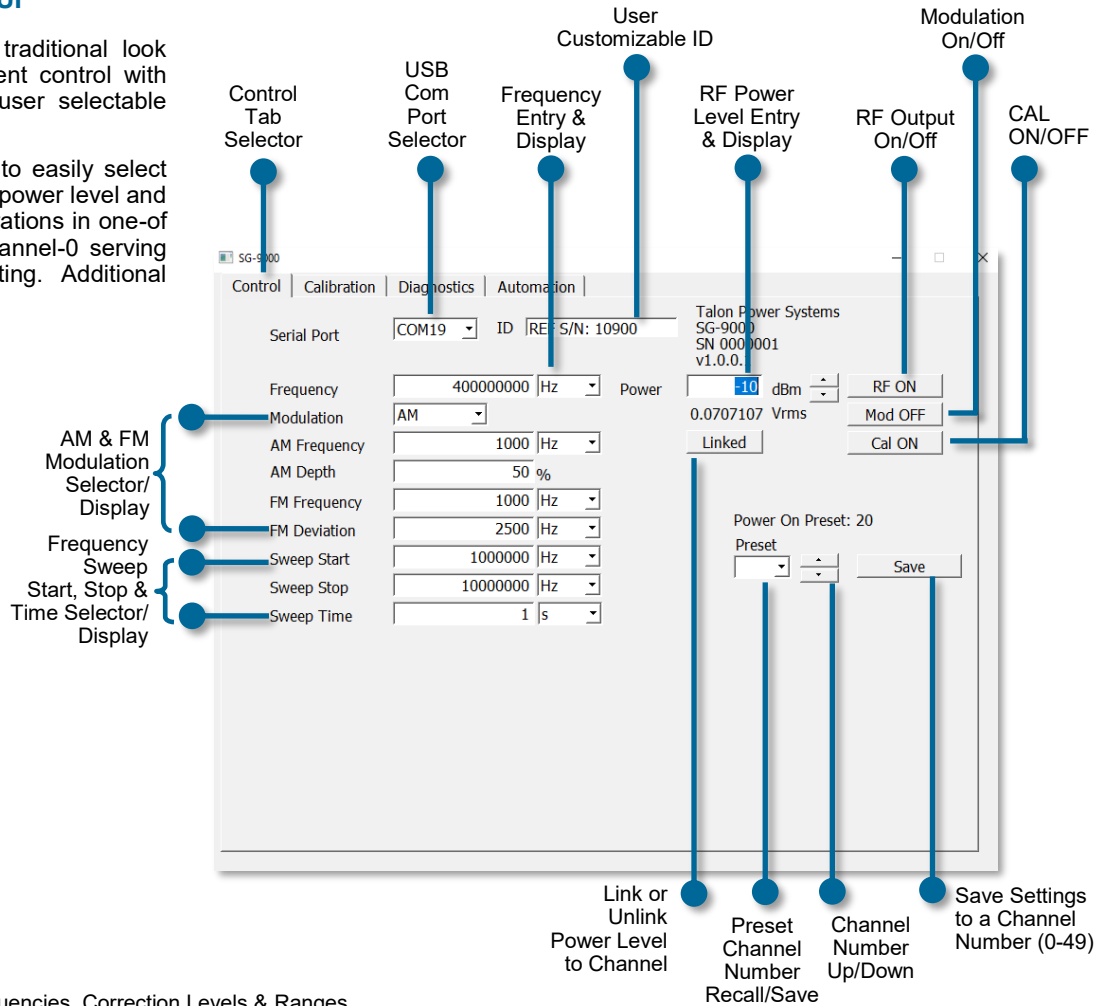 traditional look
control with
user selectable
to easily select
power level and
in one-of
serving
Additional
User
Customizable ID
Modulation
On/Off
Control
Tab
Selector
USB
Com
Port
Selector
Frequency
Entry &
Display
RF Power
Level Entry
& Display
RF Output
On/Off
CAL
ON/OFF
SG-9000
Control
Calibration
Diagnostics
Automation
Serial Port
COM19
ID
REF S/N: 10900
Talon Power Systems
SG-9000
SN 0000001
v1.0.0.
Frequency
400000000 Hz
Power
-10 dBm
RF ON
Modulation
AM
0.0707107 Vrms
Mod OFF
AM Frequency
1000 Hz
Linked
Cal ON
AM Depth
50 %
FM Frequency
1000 Hz
FM Deviation
2500 Hz
Power On Preset: 20
Preset
Save
Sweep Start
1000000 Hz
Sweep Stop
10000000 Hz
Sweep Time
1 s
AM & FM
Modulation
Selector/
Display
Frequency
Sweep
Start, Stop &
Time Selector/
Display
Link or
Unlink
Power Level
to Channel
Preset
Channel
Number
Recall/Save
Channel
Number
Up/Down
Save Settings
to a Channel
Number (0-49)
Correction Levels & Ranges